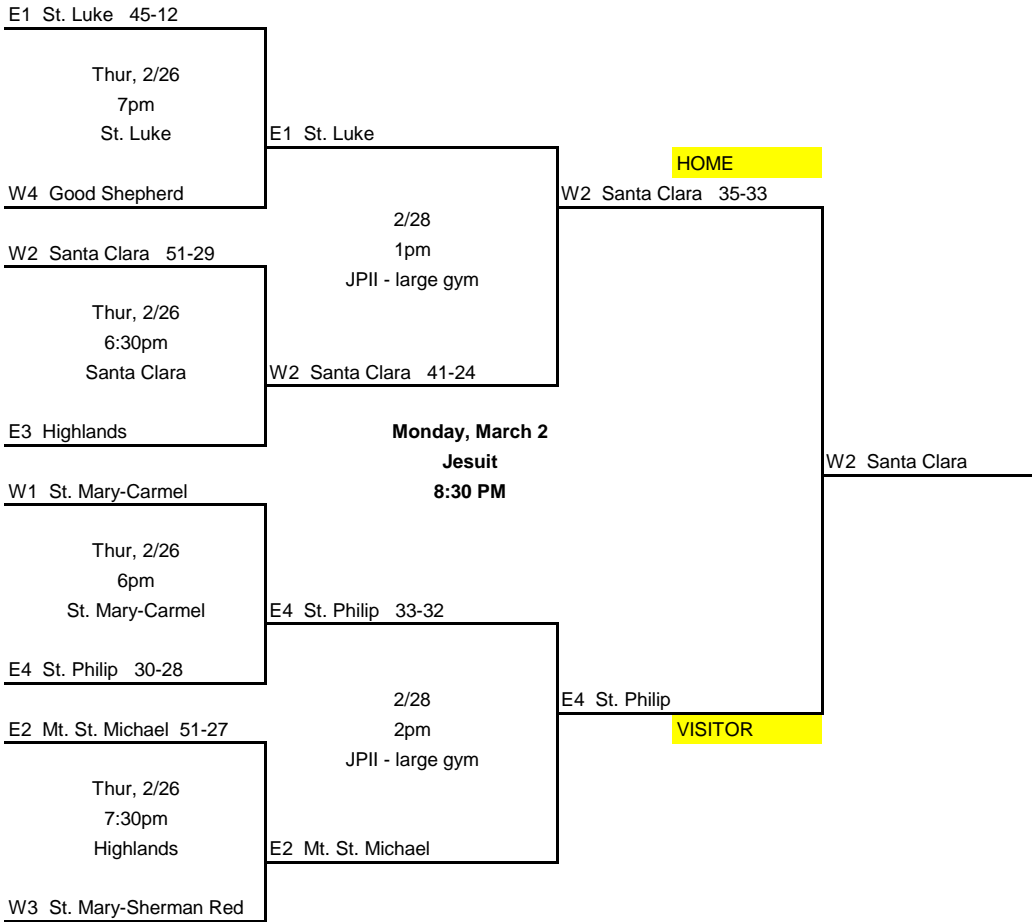 E1 St. Luke 45-12
Thur, 2/26
7pm
St. Luke
E1 St. Luke
HOME
W4 Good Shepherd
W2 Santa Clara 35-33
2/28
1pm
JPII - large gym
W2 Santa Clara 51-29
Thur, 2/26
6:30pm
Santa Clara
W2 Santa Clara 41-24
E3 Highlands
Monday, March 2
Jesuit
8:30 PM
W2 Santa Clara
W1 St. Mary-Carmel
Thur, 2/26
6pm
St. Mary-Carmel
E4 St. Philip 33-32
E4 St. Philip 30-28
2/28
2pm
JPII - large gym
E4 St. Philip
VISITOR
E2 Mt. St. Michael 51-27
Thur, 2/26
7:30pm
Highlands
E2 Mt. St. Michael
W3 St. Mary-Sherman Red